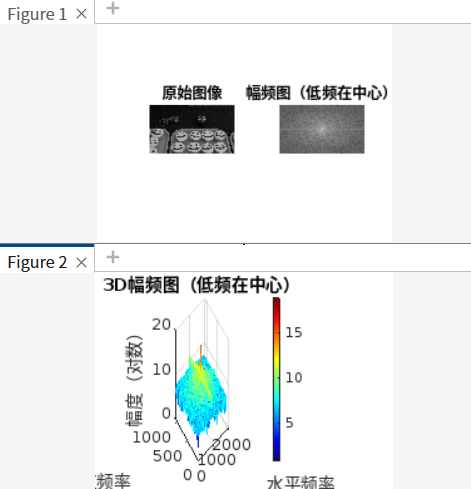 Figure 1 ×
原始图像
幅频图（低频在中心）
Figure 2 ×
3D幅频图（低频在中心）
20
10
0
幅度（对数）
1000
500
0
2000
1000
0
频率
水平频率
15
10
5